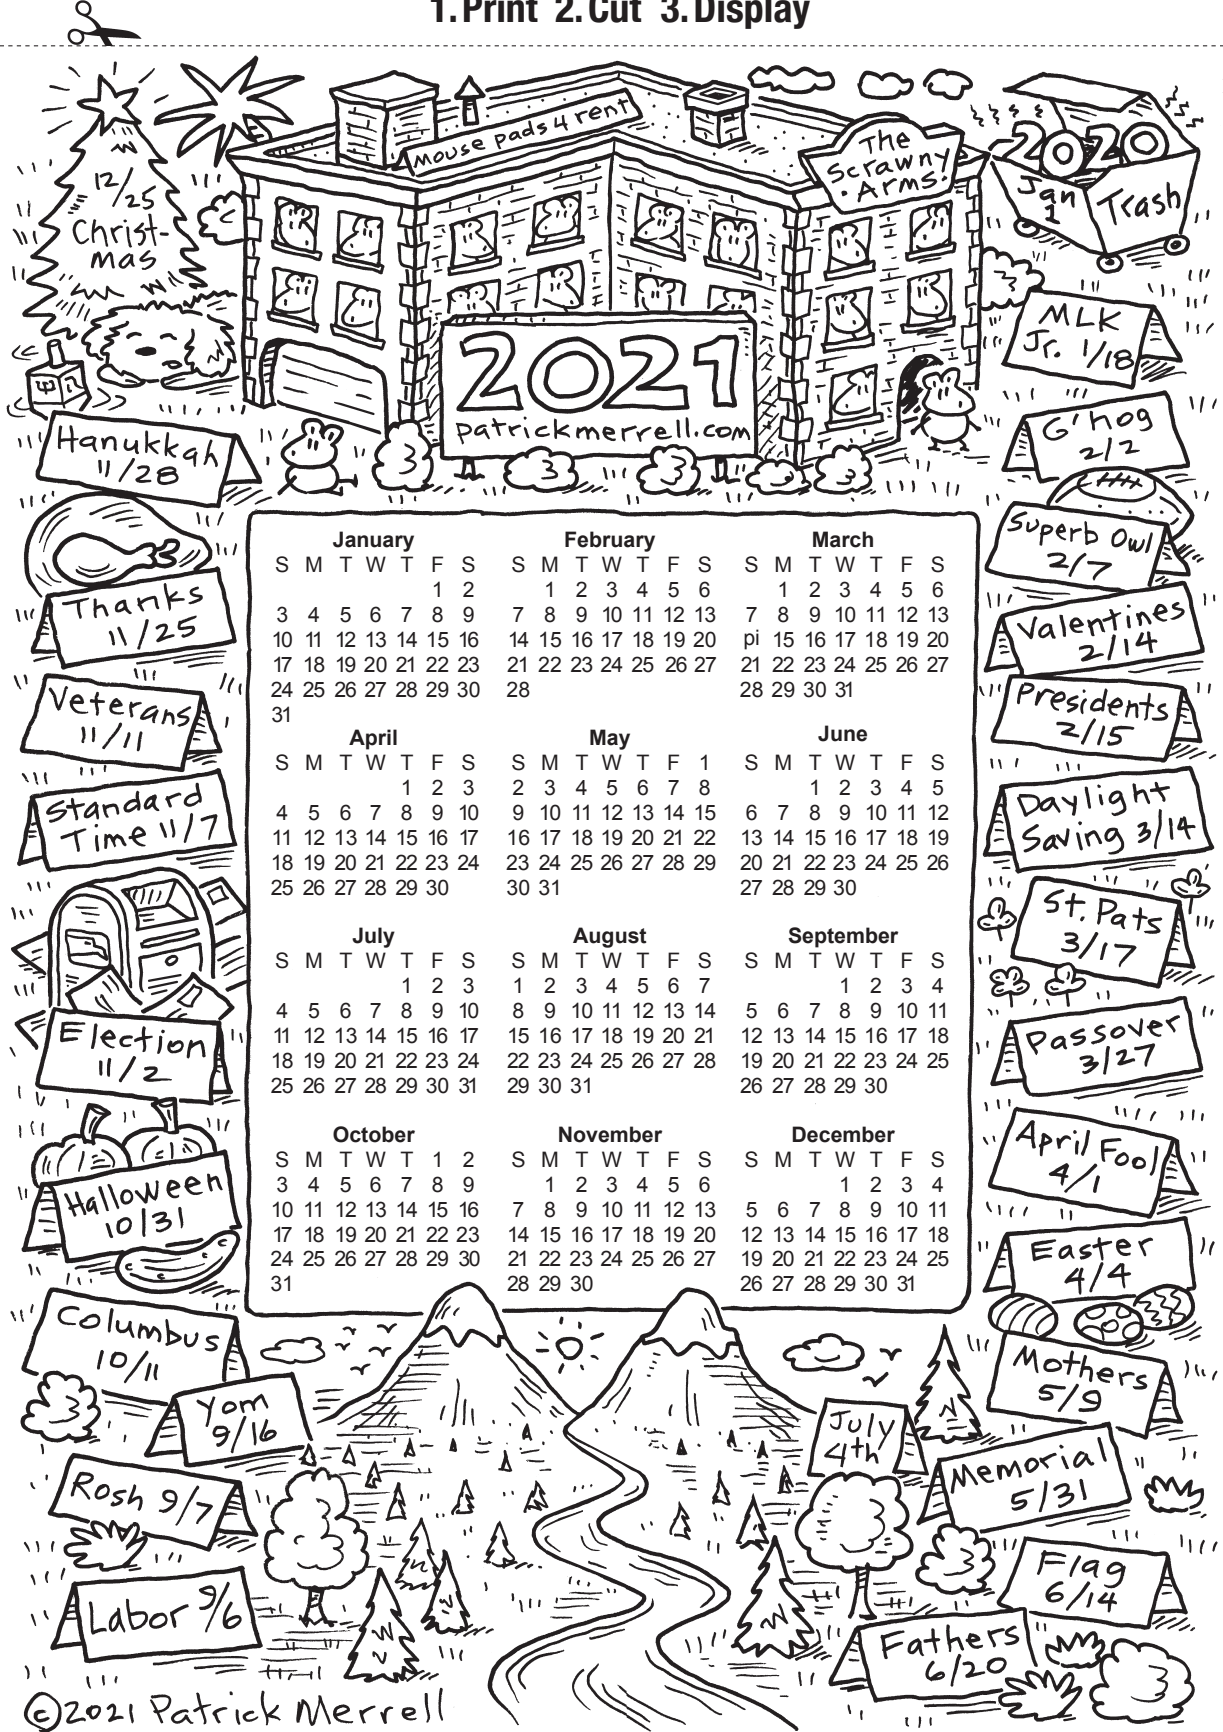 1. Print 2. Cut 3. Display
12/
25
Christ-
mas
mouse pads 4 rent
The
Scrawny
Arms!
2020
Jan
1
Trash
2021
patrickmerrell.com
MLK
Jr. 1/18
G'hog
2/2
Superb Owl
2/7
Valentines
2/14
Presidents
2/15
Daylight
Saving 3/14
St. Pats
3/17
Passover
3/27
April Fool
4/1
Easter
4/4
Mothers
5/9
Memorial
5/31
Flag
6/14
Fathers
6/20
July
4th
Labor 9/6
Rosh 9/7
Yom
9/16
Columbus
10/11
Halloween
10/31
Election
11/2
Standard
Time 11/7
Veterans
11/11
Thanks
11/25
Hanukkah
11/28
January
S M T W T F S
1 2
3 4 5 6 7 8 9
10 11 12 13 14 15 16
17 18 19 20 21 22 23
24 25 26 27 28 29 30
31
February
S M T W T F S
1 2 3 4 5 6
7 8 9 10 11 12 13
14 15 16 17 18 19 20
21 22 23 24 25 26 27
28
March
S M T W T F S
1 2 3 4 5 6
7 8 9 10 11 12 13
pi 15 16 17 18 19 20
21 22 23 24 25 26 27
28 29 30 31
April
S M T W T F S
1 2 3
4 5 6 7 8 9 10
11 12 13 14 15 16 17
18 19 20 21 22 23 24
25 26 27 28 29 30
May
S M T W T F 1
2 3 4 5 6 7 8
9 10 11 12 13 14 15
16 17 18 19 20 21 22
23 24 25 26 27 28 29
30 31
June
S M T W T F S
1 2 3 4 5
6 7 8 9 10 11 12
13 14 15 16 17 18 19
20 21 22 23 24 25 26
27 28 29 30
July
S M T W T F S
1 2 3
4 5 6 7 8 9 10
11 12 13 14 15 16 17
18 19 20 21 22 23 24
25 26 27 28 29 30 31
August
S M T W T F S
1 2 3 4 5 6 7
8 9 10 11 12 13 14
15 16 17 18 19 20 21
22 23 24 25 26 27 28
29 30 31
September
S M T W T F S
1 2 3 4
5 6 7 8 9 10 11
12 13 14 15 16 17 18
19 20 21 22 23 24 25
26 27 28 29 30
October
S M T W T 1 2
3 4 5 6 7 8 9
10 11 12 13 14 15 16
17 18 19 20 21 22 23
24 25 26 27 28 29 30
31
November
S M T W T F S
1 2 3 4 5 6
7 8 9 10 11 12 13
14 15 16 17 18 19 20
21 22 23 24 25 26 27
28 29 30
December
S M T W T F S
1 2 3 4
5 6 7 8 9 10 11
12 13 14 15 16 17 18
19 20 21 22 23 24 25
26 27 28 29 30 31
©2021 Patrick Merrell